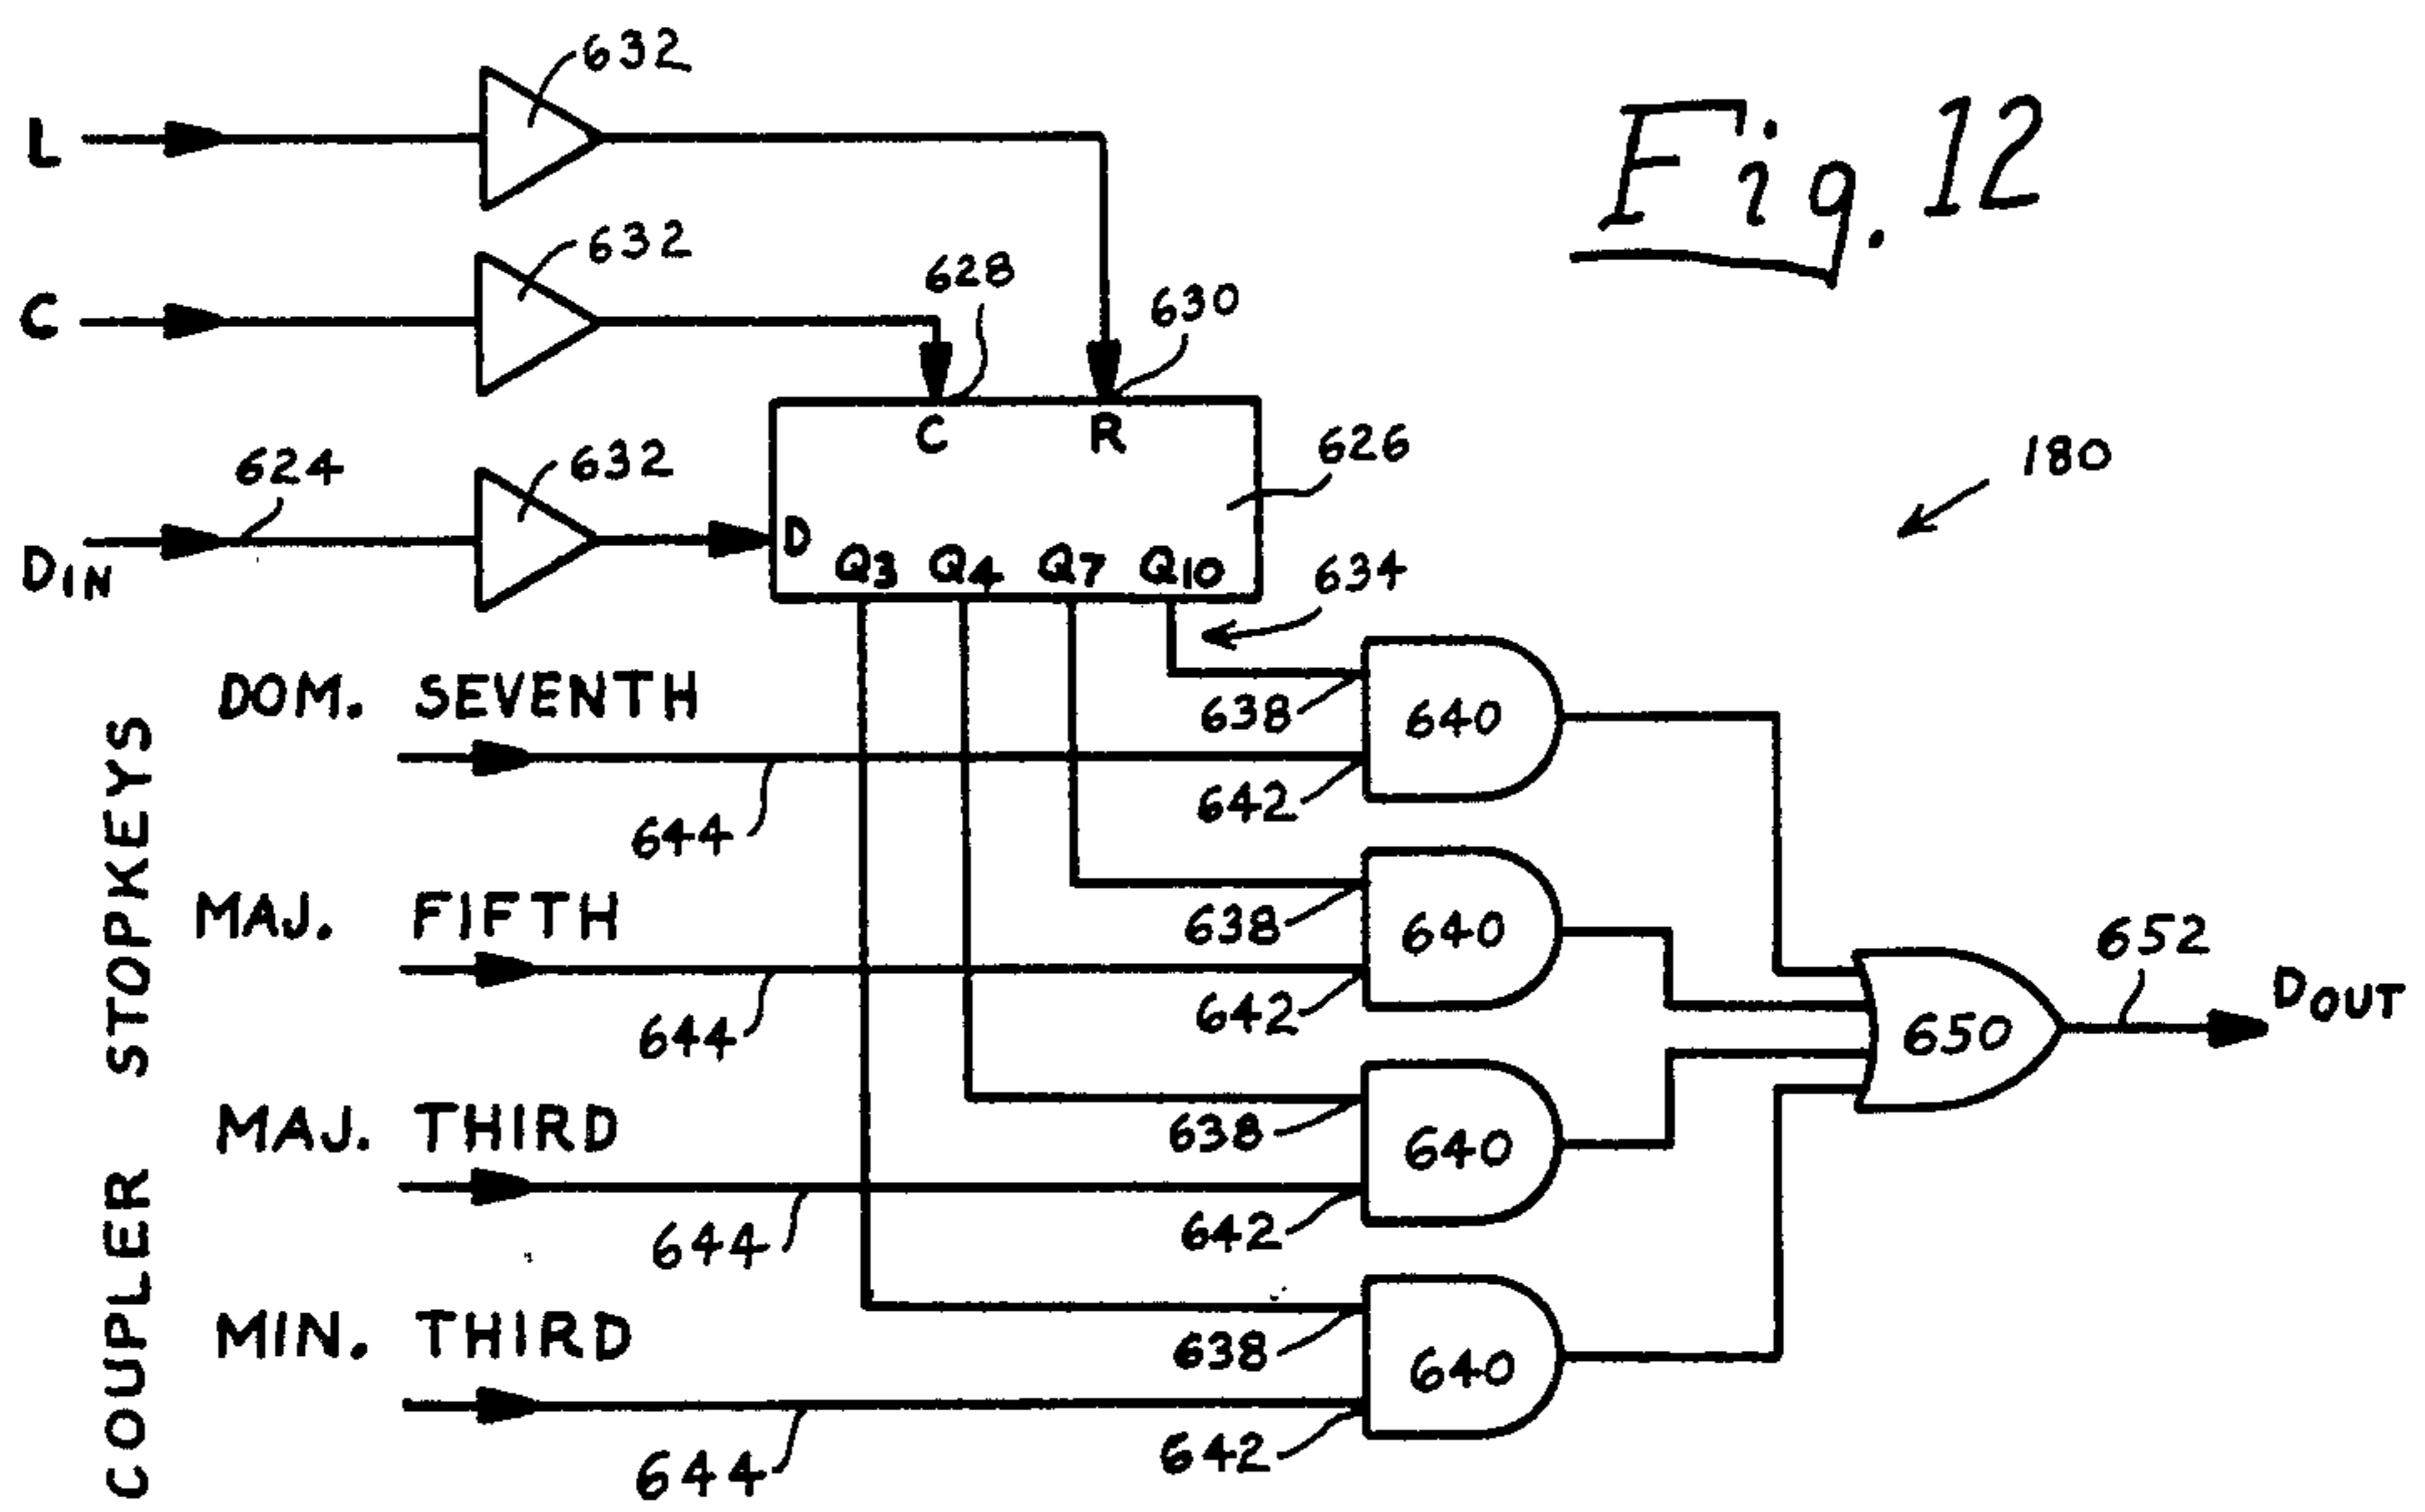 Fig. 12
L
632
C
632
628
630
DIN
624
632
C R
D
Q3 Q4 Q7 Q10
626
180
634
COUPLER STOPKEYS
DOM. SEVENTH
644
638
642
640
MAJ. FIFTH
644
638
642
640
MAJ. THIRD
644
638
642
640
MIN. THIRD
644
638
642
640
650
652
DOUT